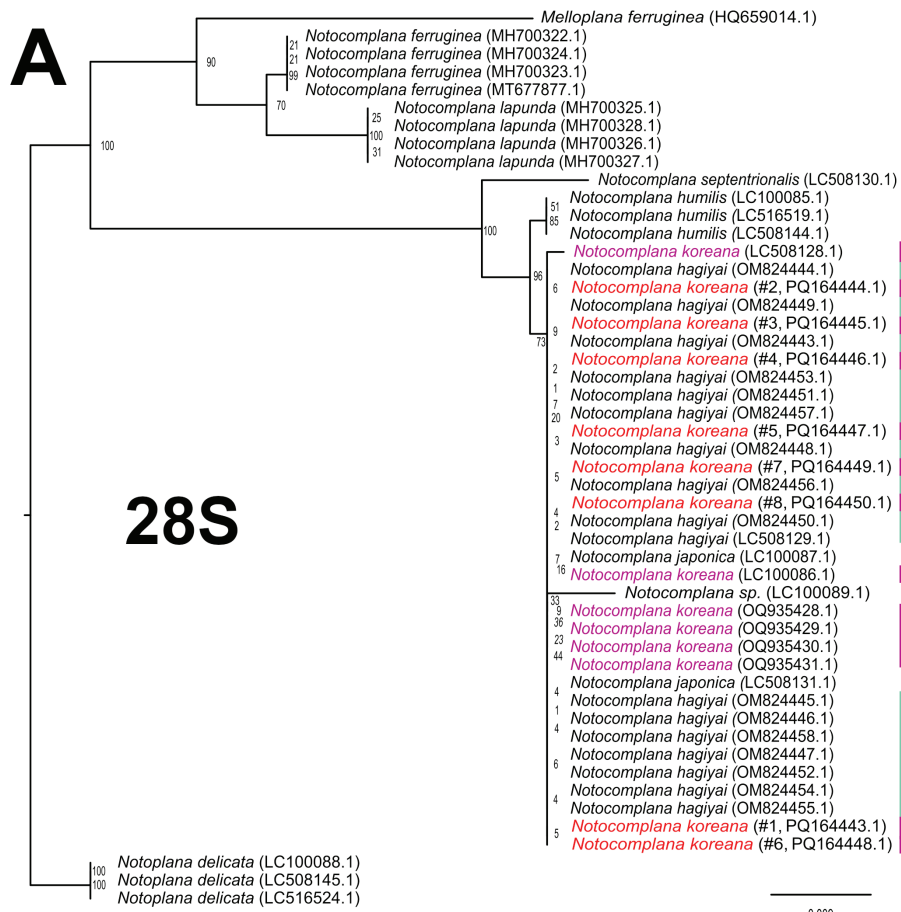 A
Melloplana ferruginea (HQ659014.1)
Notocomplana ferruginea (MH700322.1)
21
Notocomplana ferruginea (MH700324.1)
21
90
Notocomplana ferruginea (MH700323.1)
99
Notocomplana ferruginea (MT677877.1)
70
Notocomplana lapunda (MH700325.1)
25
Notocomplana lapunda (MH700328.1)
100
Notocomplana lapunda (MH700326.1)
100
31
Notocomplana lapunda (MH700327.1)
Notocomplana septentrionalis (LC508130.1)
Notocomplana humilis (LC100085.1)
51
Notocomplana humilis (LC516519.1)
85
100
Notocomplana humilis (LC508144.1)
Notocomplana koreana (LC508128.1)
Notocomplana hagiyai (OM824444.1)
96
6
Notocomplana koreana (#2, PQ164444.1)
Notocomplana hagiyai (OM824449.1)
Notocomplana koreana (#3, PQ164445.1)
9
73
Notocomplana hagiyai (OM824443.1)
Notocomplana koreana (#4, PQ164446.1)
2
Notocomplana hagiyai (OM824453.1)
1
Notocomplana hagiyai (OM824451.1)
7
Notocomplana hagiyai (OM824457.1)
20
Notocomplana koreana (#5, PQ164447.1)
3
Notocomplana hagiyai (OM824448.1)
Notocomplana koreana (#7, PQ164449.1)
5
Notocomplana hagiyai (OM824456.1)
Notocomplana koreana (#8, PQ164450.1)
4
28S
Notocomplana hagiyai (OM824450.1)
2
Notocomplana hagiyai (LC508129.1)
Notocomplana japonica (LC100087.1)
7
16
Notocomplana koreana (LC100086.1)
Notocomplana sp. (LC100089.1)
33
9
Notocomplana koreana (OQ935428.1)
36
Notocomplana koreana (OQ935429.1)
23
Notocomplana koreana (OQ935430.1)
44
Notocomplana koreana (OQ935431.1)
Notocomplana japonica (LC508131.1)
4
Notocomplana hagiyai (OM824445.1)
1
Notocomplana hagiyai (OM824446.1)
4
Notocomplana hagiyai (OM824458.1)
Notocomplana hagiyai (OM824447.1)
6
Notocomplana hagiyai (OM824452.1)
Notocomplana hagiyai (OM824454.1)
4
Notocomplana hagiyai (OM824455.1)
Notocomplana koreana (#1, PQ164443.1)
5
Notocomplana koreana (#6, PQ164448.1)
Notoplana delicata (LC100088.1)
100
Notoplana delicata (LC508145.1)
100
Notoplana delicata (LC516524.1)